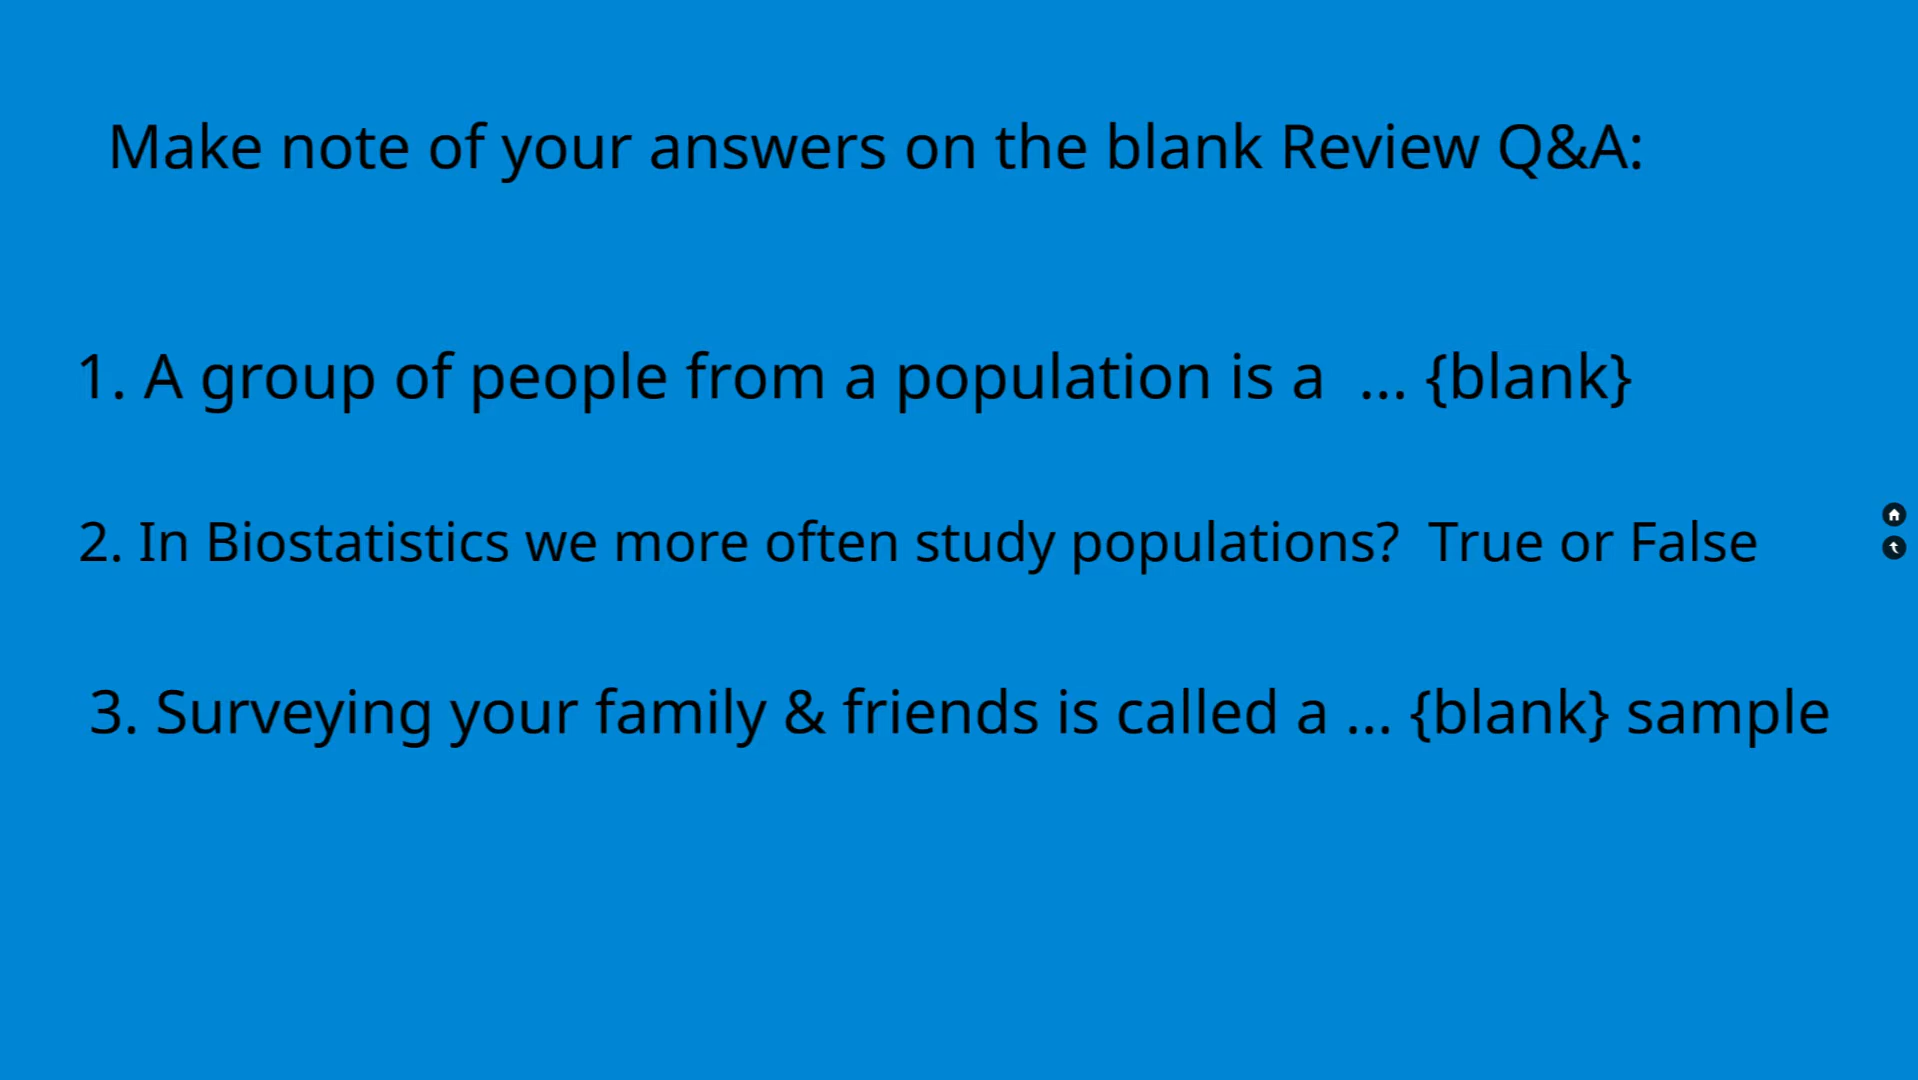 Make note of your answers on the blank Review Q&A:
1. A group of people from a population is a  ... {blank}
2. In Biostatistics we more often study populations?  True or False
3. Surveying your family & friends is called a ... {blank} sample